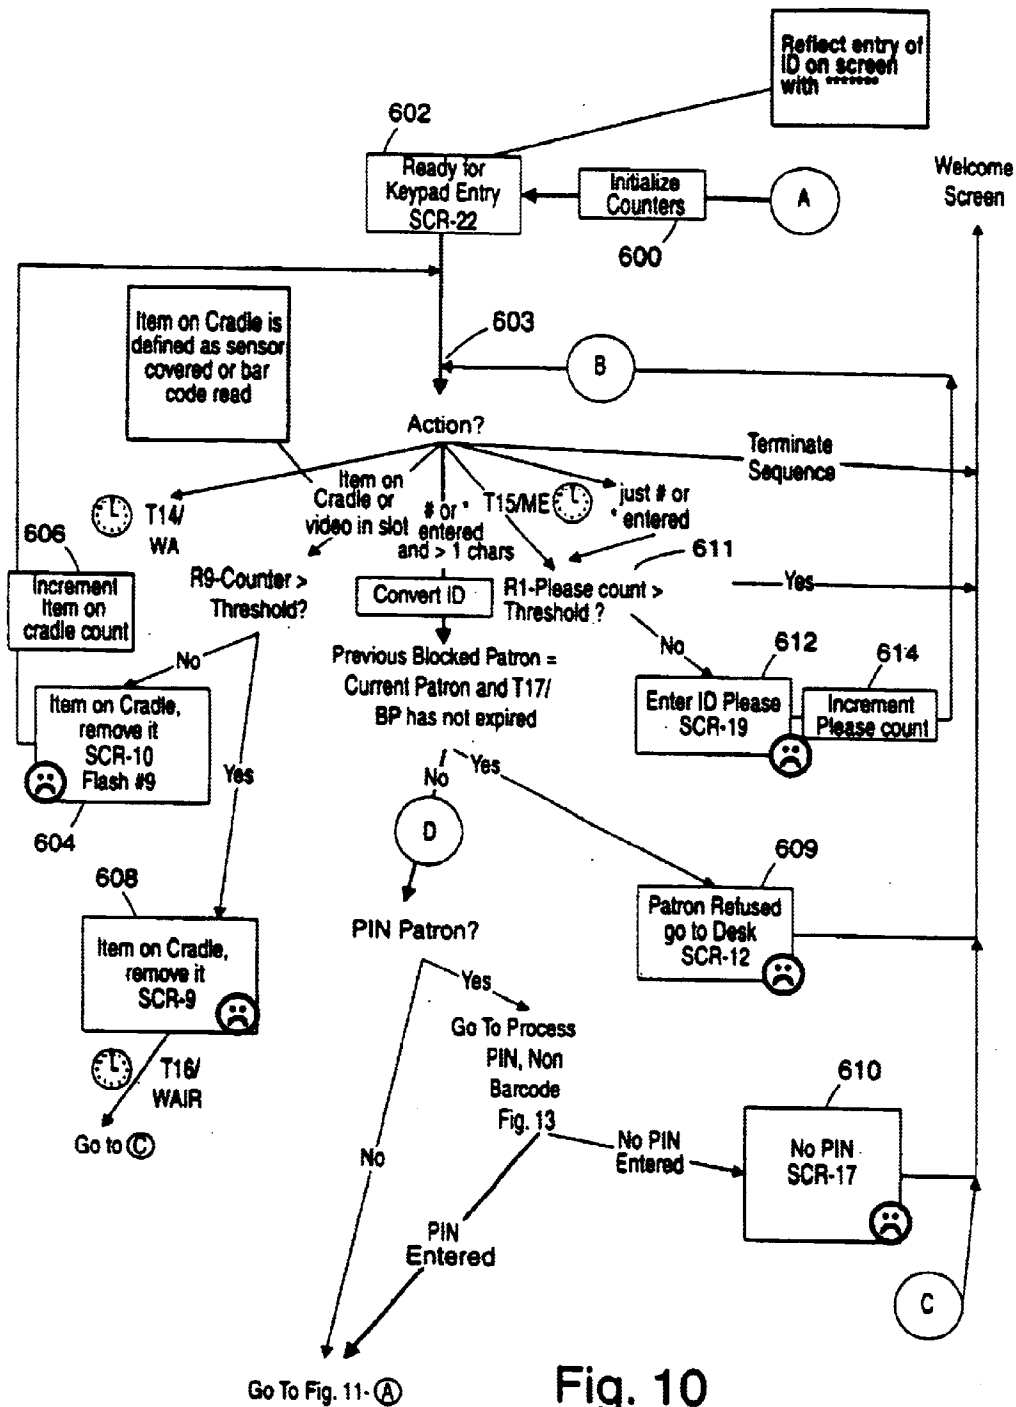 Reflect entry of
ID on screen
with *******
602
Ready for
Keypad Entry
SCR-22
Initialize
Counters
600
A
Welcome
Screen
603
B
Item on Cradle is
defined as sensor
covered or bar
code read
Action?
Terminate
Sequence
T14/
WA
Item on
Cradle or
video in slot
# or *
entered
and > 1 chars
T15/ME
just # or
* entered
606
Increment
Item on
cradle count
R9-Counter >
Threshold?
Convert ID
611
R1-Please count >
Threshold ?
Yes
No
Item on Cradle,
remove it
SCR-10
Flash #9
604
Yes
Previous Blocked Patron =
Current Patron and T17/
BP has not expired
No
612
Enter ID Please
SCR-19
614
Increment
Please count
No
Yes
D
609
Patron Refused
go to Desk
SCR-12
608
Item on Cradle,
remove it
SCR-9
T16/
WAIR
Go to C
PIN Patron?
Yes
Go To Process
PIN, Non
Barcode
Fig. 13
No
No PIN
Entered
610
No PIN
SCR-17
PIN
Entered
C
Go To Fig. 11- A
Fig. 10